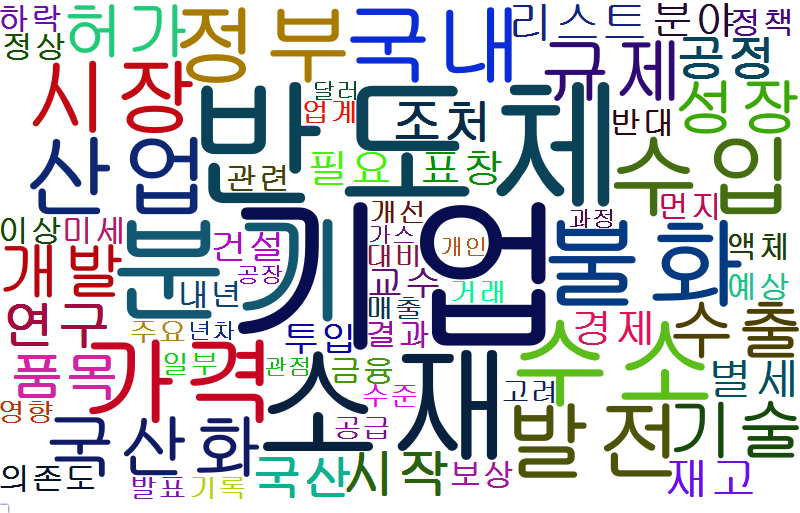 하락
허가
정부
국내
리스트
분야
정책
정상
시장
달러
업계
규제
공정
반도체
조처
반대
성장
산업
관련
필요
표창
수입
이상
미세
건설
개선
과정
먼지
가스
개인
대비
기업
불화
액체
개발
부
공장
교수
거래
예상
내년
매출
연구
주요
년차
투입
결과
경제
수출
품목
가격
일부
관점
금융
수소
별세
수준
고려
영향
국산화
소재
공급
발전
기술
의존도
발표
기록
국산
시작
보상
재고